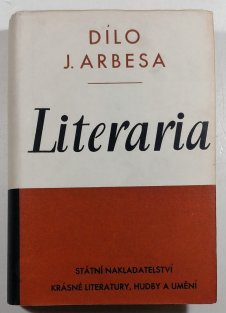 DÍLO
J. ARBESA
Literaria
STÁTNÍ NAKLADATELSTVÍ
KRÁSNÉ LITERATURY, HUDBY A UMĚNÍ